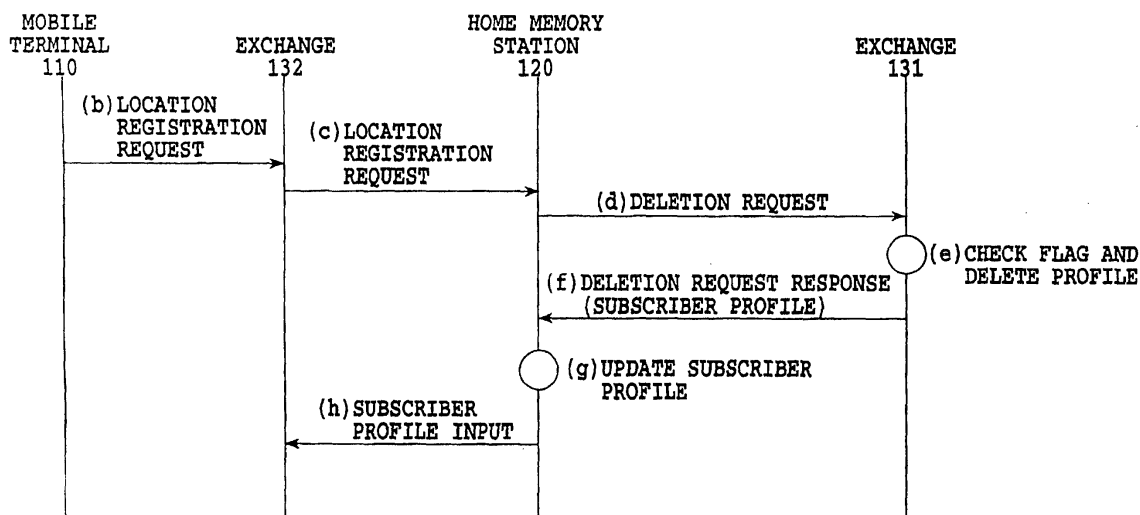 MOBILE
TERMINAL
110
EXCHANGE
132
HOME MEMORY
STATION
120
EXCHANGE
131
(b)LOCATION
REGISTRATION
REQUEST
(c)LOCATION
REGISTRATION
REQUEST
(d)DELETION REQUEST
(e)CHECK FLAG AND
DELETE PROFILE
(f)DELETION REQUEST RESPONSE
(SUBSCRIBER PROFILE)
(g)UPDATE SUBSCRIBER
PROFILE
(h)SUBSCRIBER
PROFILE INPUT